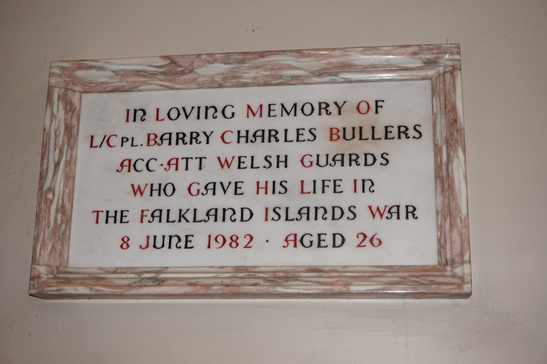 In Loving Memory Of
L/Cpl. Barry Charles Bullers
Acc·Att Welsh Guards
Who Gave His Life In
The Falkland Islands War
8 June 1982 · Aged 26